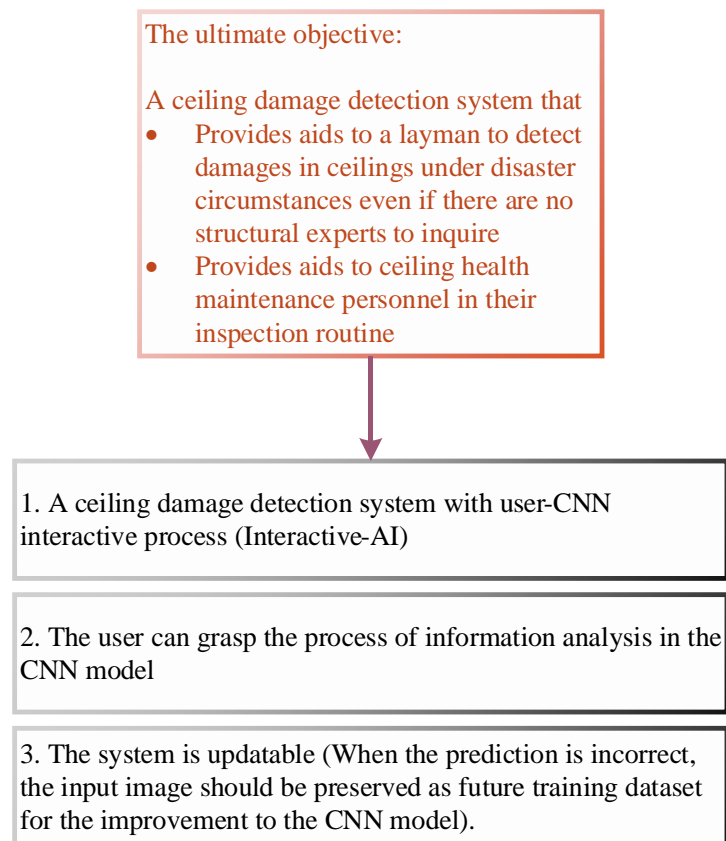 The ultimate objective:
A ceiling damage detection system that
• Provides aids to a layman to detect
damages in ceilings under disaster
circumstances even if there are no
structural experts to inquire
• Provides aids to ceiling health
maintenance personnel in their
inspection routine
1. A ceiling damage detection system with user-CNN
interactive process (Interactive-AI)
2. The user can grasp the process of information analysis in the
CNN model
3. The system is updatable (When the prediction is incorrect,
the input image should be preserved as future training dataset
for the improvement to the CNN model).